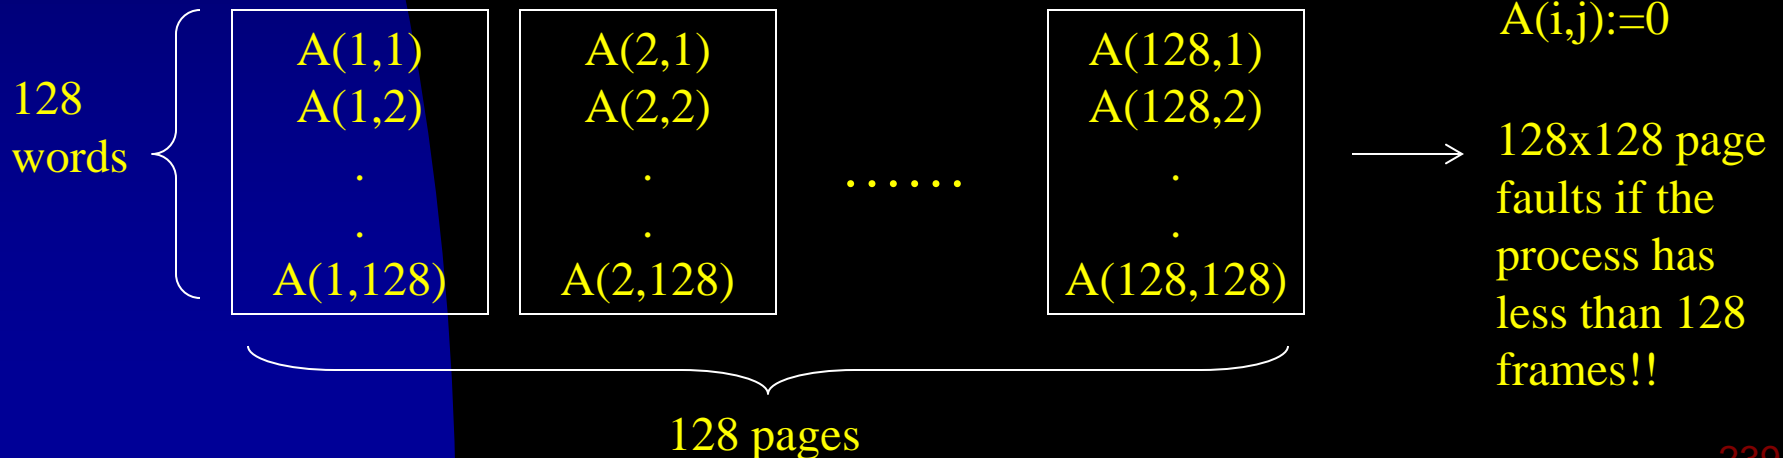 A(i,j):=0
128
words
A(1,1)
A(1,2)
.
.
A(1,128)
A(2,1)
A(2,2)
.
.
A(2,128)
......
A(128,1)
A(128,2)
.
.
A(128,128)
128 pages
128x128 page
faults if the
process has
less than 128
frames!!